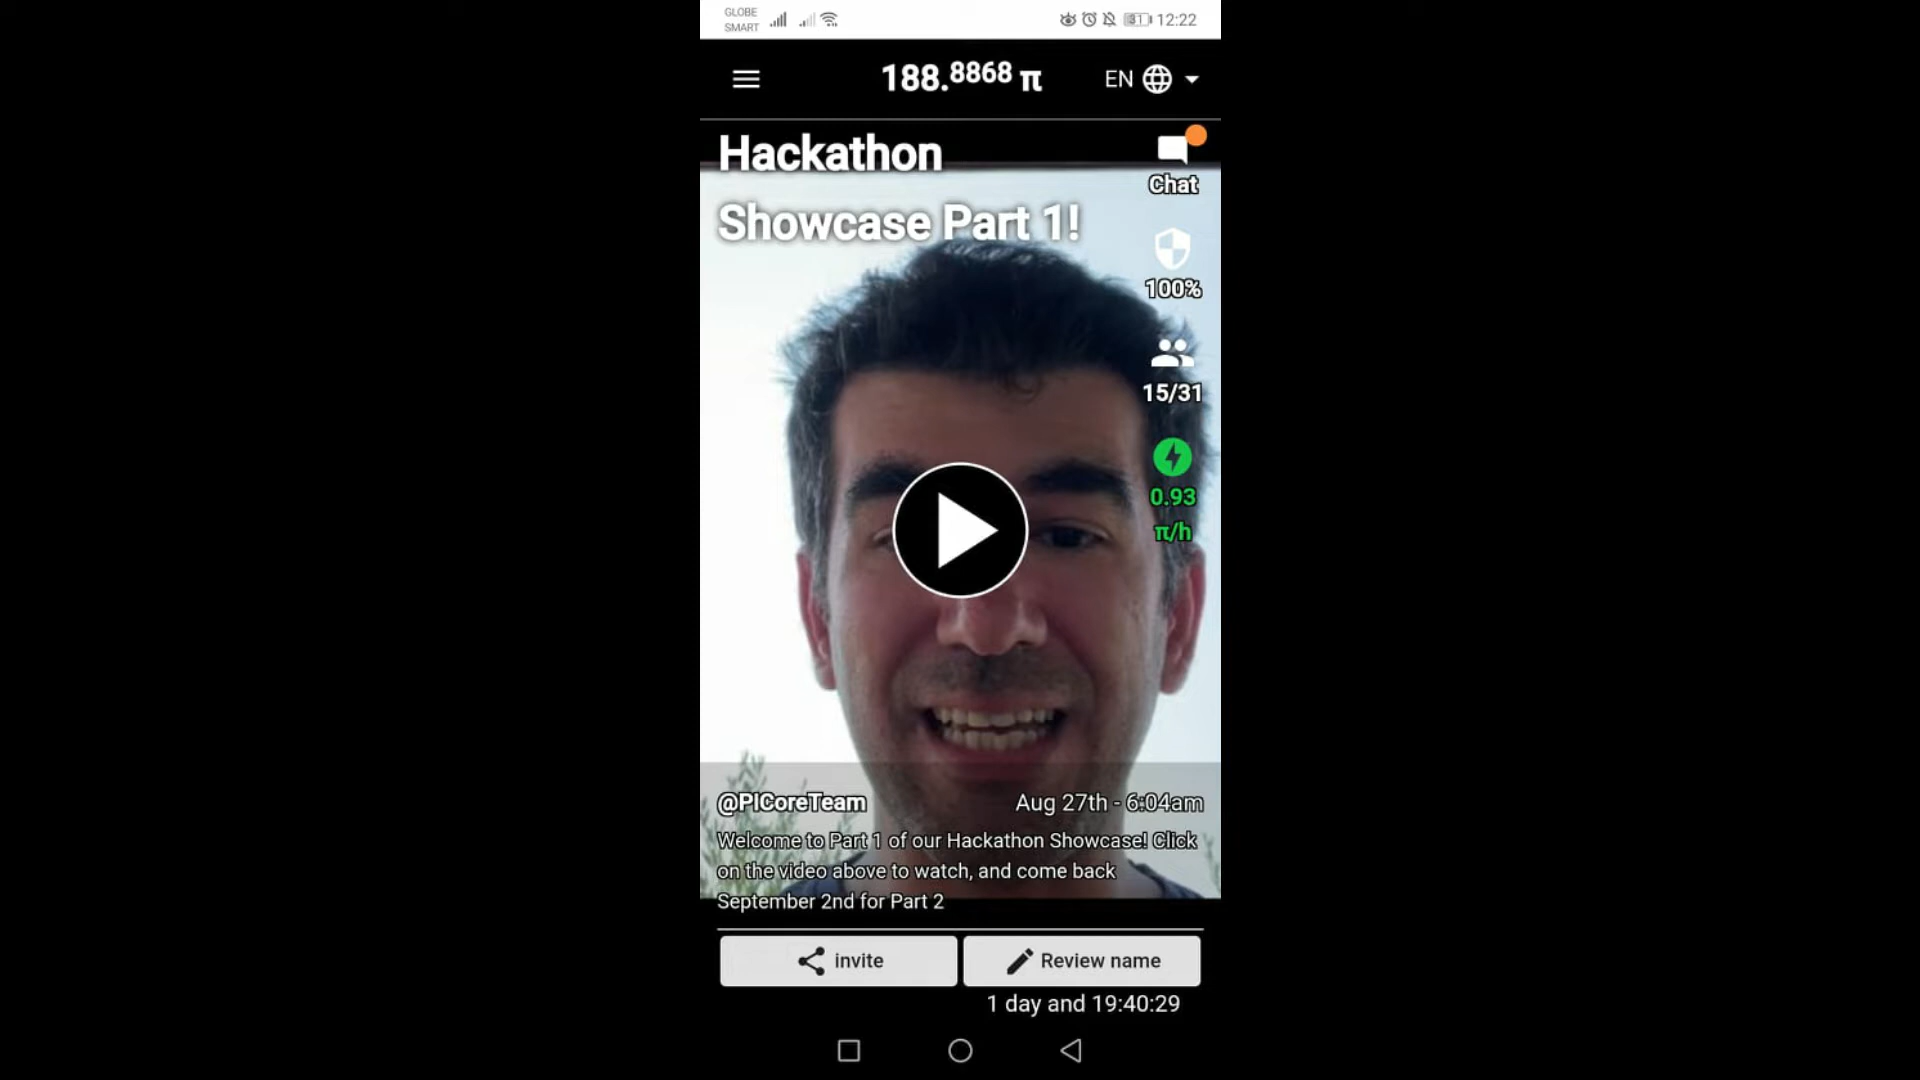 GLOBE
SMART
31
12:22
188.8868 π
EN
Hackathon
Showcase Part 1!
Chat
100%
15/31
0.93
π/h
@PICoreTeam
Aug 27th - 6:04am
Welcome to Part 1 of our Hackathon Showcase! Click
on the video above to watch, and come back
September 2nd for Part 2
invite
Review name
1 day and 19:40:29